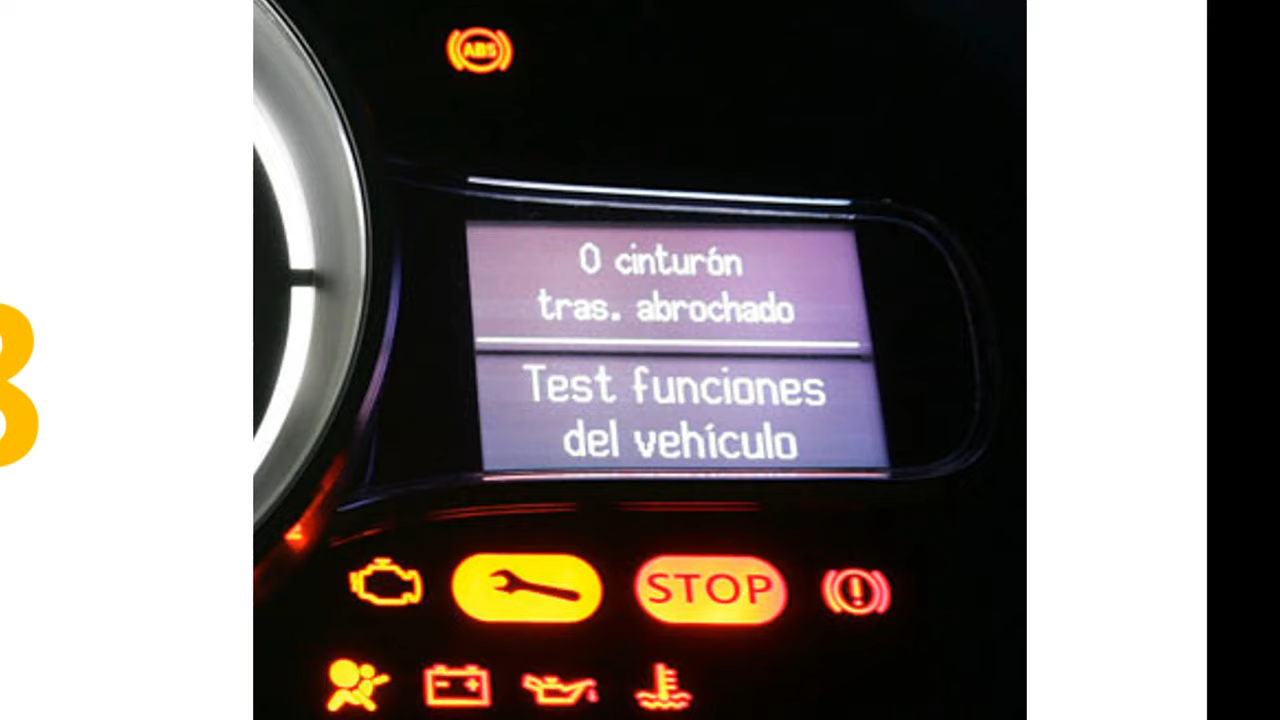 ABS
0 cinturón
tras. abrochado
Test funciones
del vehículo
STOP